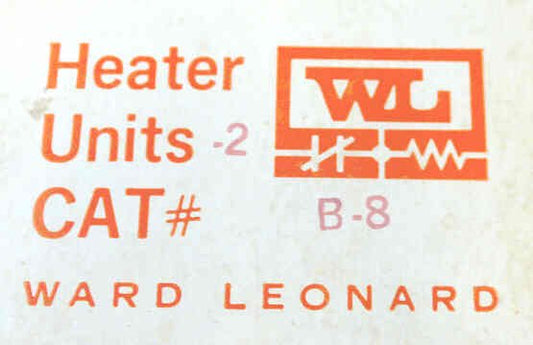 Heater
Units -2
WL
CAT# B-8
WARD LEONARD